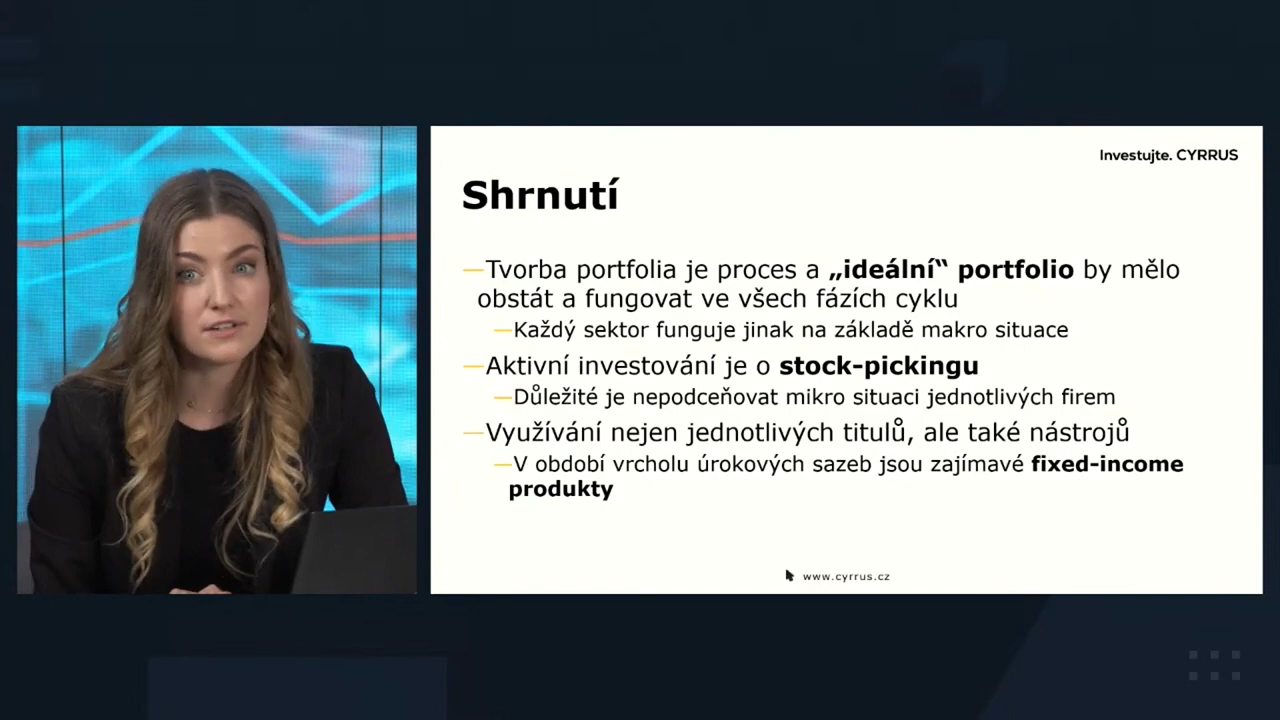 Investujte. CYRRUS
Shrnutí
—Tvorba portfolia je proces a „ideální“ portfolio by mělo
obstát a fungovat ve všech fázích cyklu
—Každý sektor funguje jinak na základě makro situace
—Aktivní investování je o stock-pickingu
—Důležité je nepodceňovat mikro situaci jednotlivých firem
—Využívání nejen jednotlivých titulů, ale také nástrojů
—V období vrcholu úrokových sazeb jsou zajímavé fixed-income
produkty
www.cyrrus.cz